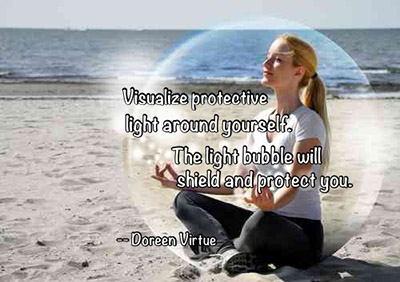 Visualize protective
light around yourself.
The light bubble will
shield and protect you.
-- Doreen Virtue